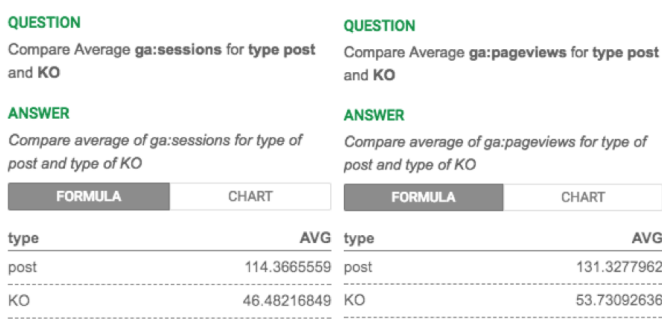 QUESTION
Compare Average ga:sessions for type post
and KO
ANSWER
Compare average of ga:sessions for type of
post and type of KO
FORMULA CHART
type AVG
post 114.3665559
KO 46.48216849
QUESTION
Compare Average ga:pageviews for type post
and KO
ANSWER
Compare average of ga:pageviews for type of
post and type of KO
FORMULA CHART
type AVG
post 131.3277962
KO 53.73092636